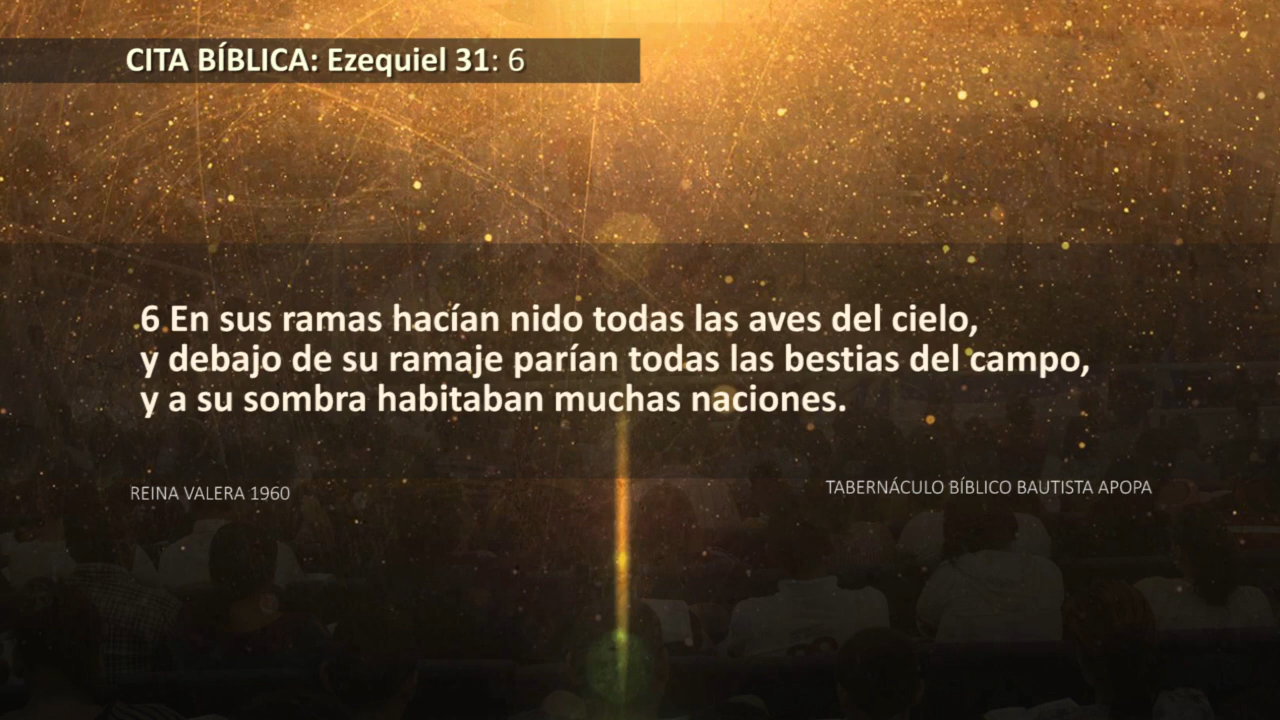 CITA BÍBLICA: Ezequiel 31: 6
6 En sus ramas hacían nido todas las aves del cielo,
y debajo de su ramaje parían todas las bestias del campo,
y a su sombra habitaban muchas naciones.
REINA VALERA 1960
TABERNÁCULO BÍBLICO BAUTISTA APOPA